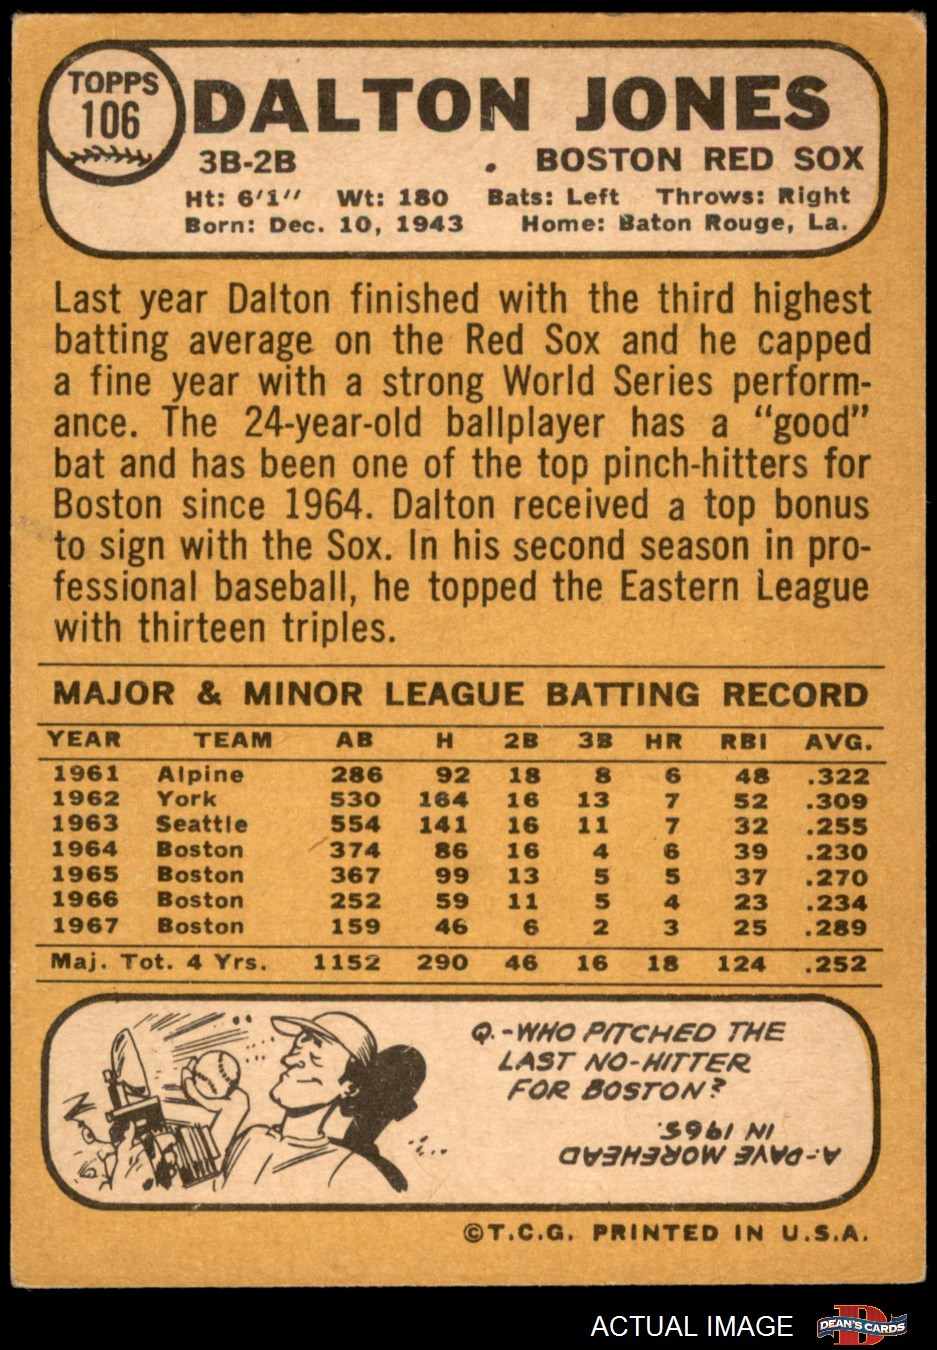 TOPPS
106
DALTON JONES
3B-2B . BOSTON RED SOX
Ht: 6'1" Wt: 180 Bats: Left Throws: Right
Born: Dec. 10, 1943 Home: Baton Rouge, La.
Last year Dalton finished with the third highest
batting average on the Red Sox and he capped
a fine year with a strong World Series perform-
ance. The 24-year-old ballplayer has a "good"
bat and has been one of the top pinch-hitters for
Boston since 1964. Dalton received a top bonus
to sign with the Sox. In his second season in pro-
fessional baseball, he topped the Eastern League
with thirteen triples.
MAJOR & MINOR LEAGUE BATTING RECORD
YEAR TEAM AB H 2B 3B HR RBI AVG.
1961 Alpine 286 92 18 8 6 48 .322
1962 York 530 164 16 13 7 52 .309
1963 Seattle 554 141 16 11 7 32 .255
1964 Boston 374 86 16 4 6 39 .230
1965 Boston 367 99 13 5 5 37 .270
1966 Boston 252 59 11 5 4 23 .234
1967 Boston 159 46 6 2 3 25 .289
Maj. Tot. 4 Yrs. 1152 290 46 16 18 124 .252
Q.-WHO PITCHED THE
LAST NO-HITTER
FOR BOSTON?
A-DAVE MOREHEAD
IN 1965.
©T.C.G. PRINTED IN U.S.A.
ACTUAL IMAGE
DEAN'S CARDS